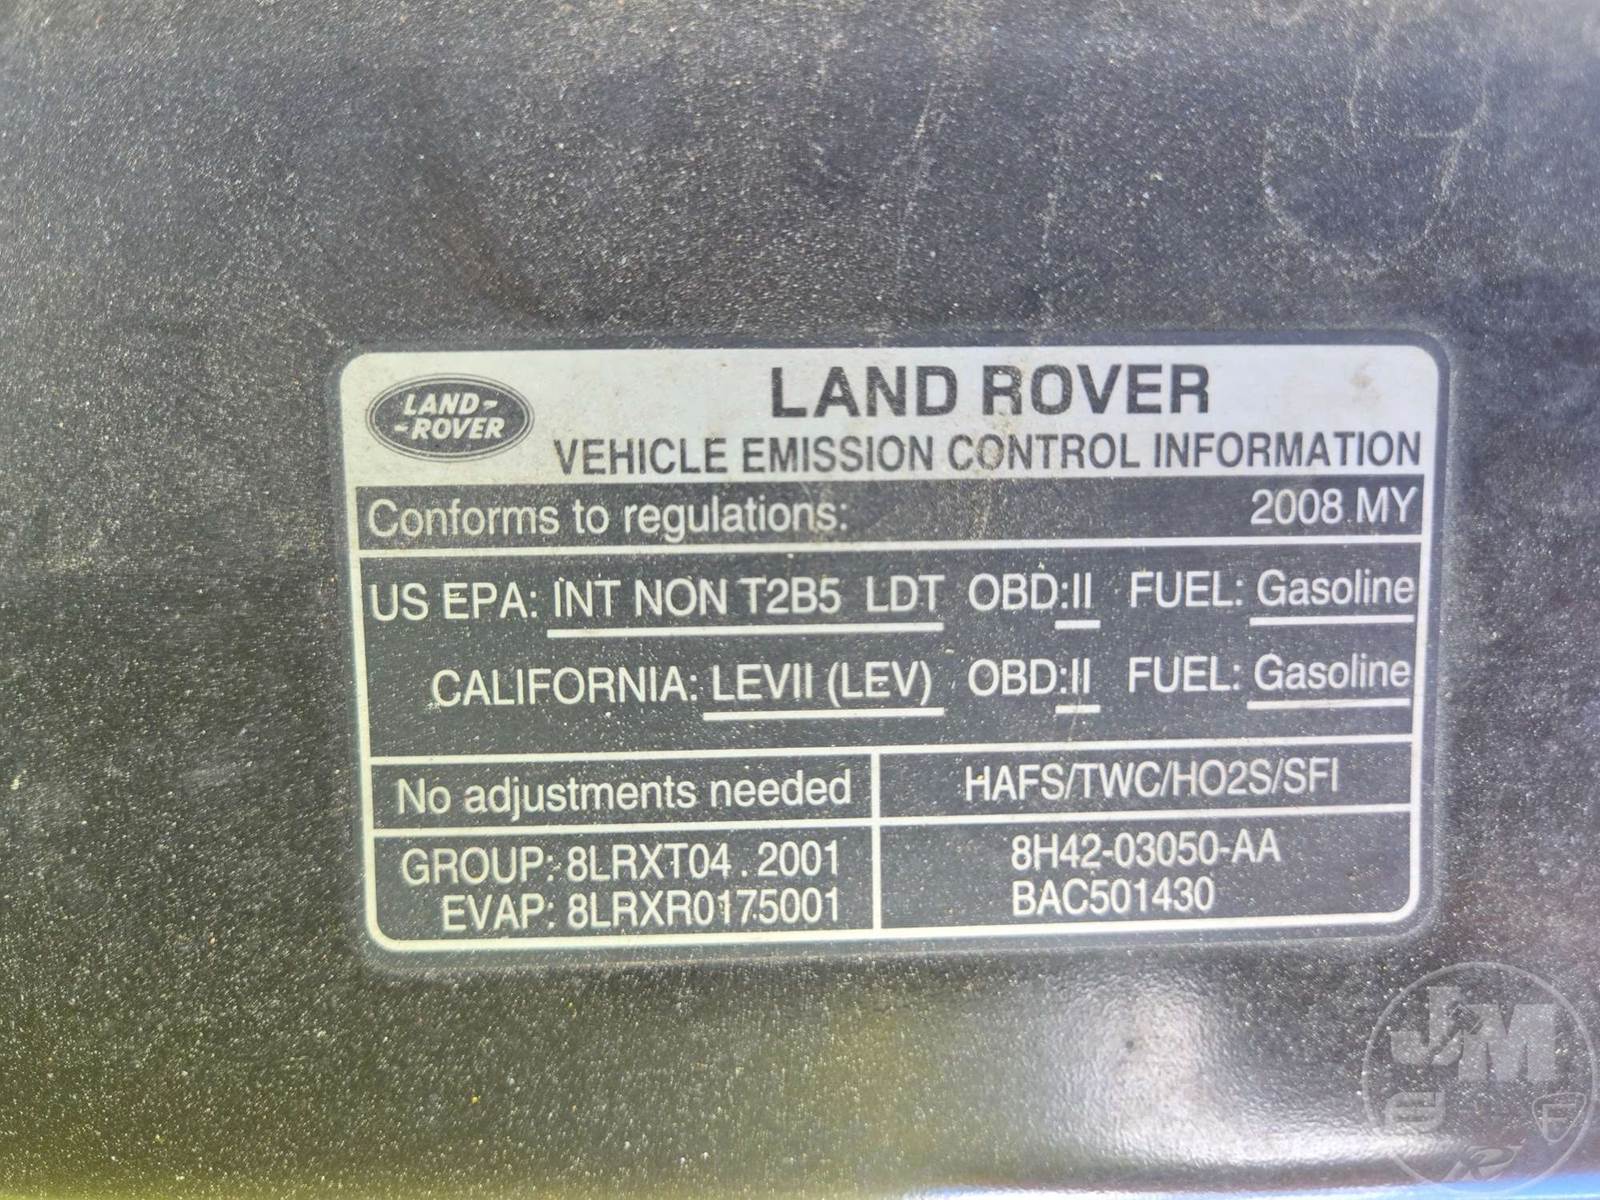 LAND-
-ROVER
LAND ROVER
VEHICLE EMISSION CONTROL INFORMATION
Conforms to regulations: 2008 MY
US EPA: INT NON T2B5 LDT OBD:II FUEL: Gasoline
CALIFORNIA: LEVII (LEV) OBD:II FUEL: Gasoline
No adjustments needed HAFS/TWC/HO2S/SFI
GROUP: 8LRXT04.2001 8H42-03050-AA
EVAP: 8LRXR0175001 BAC501430
JM